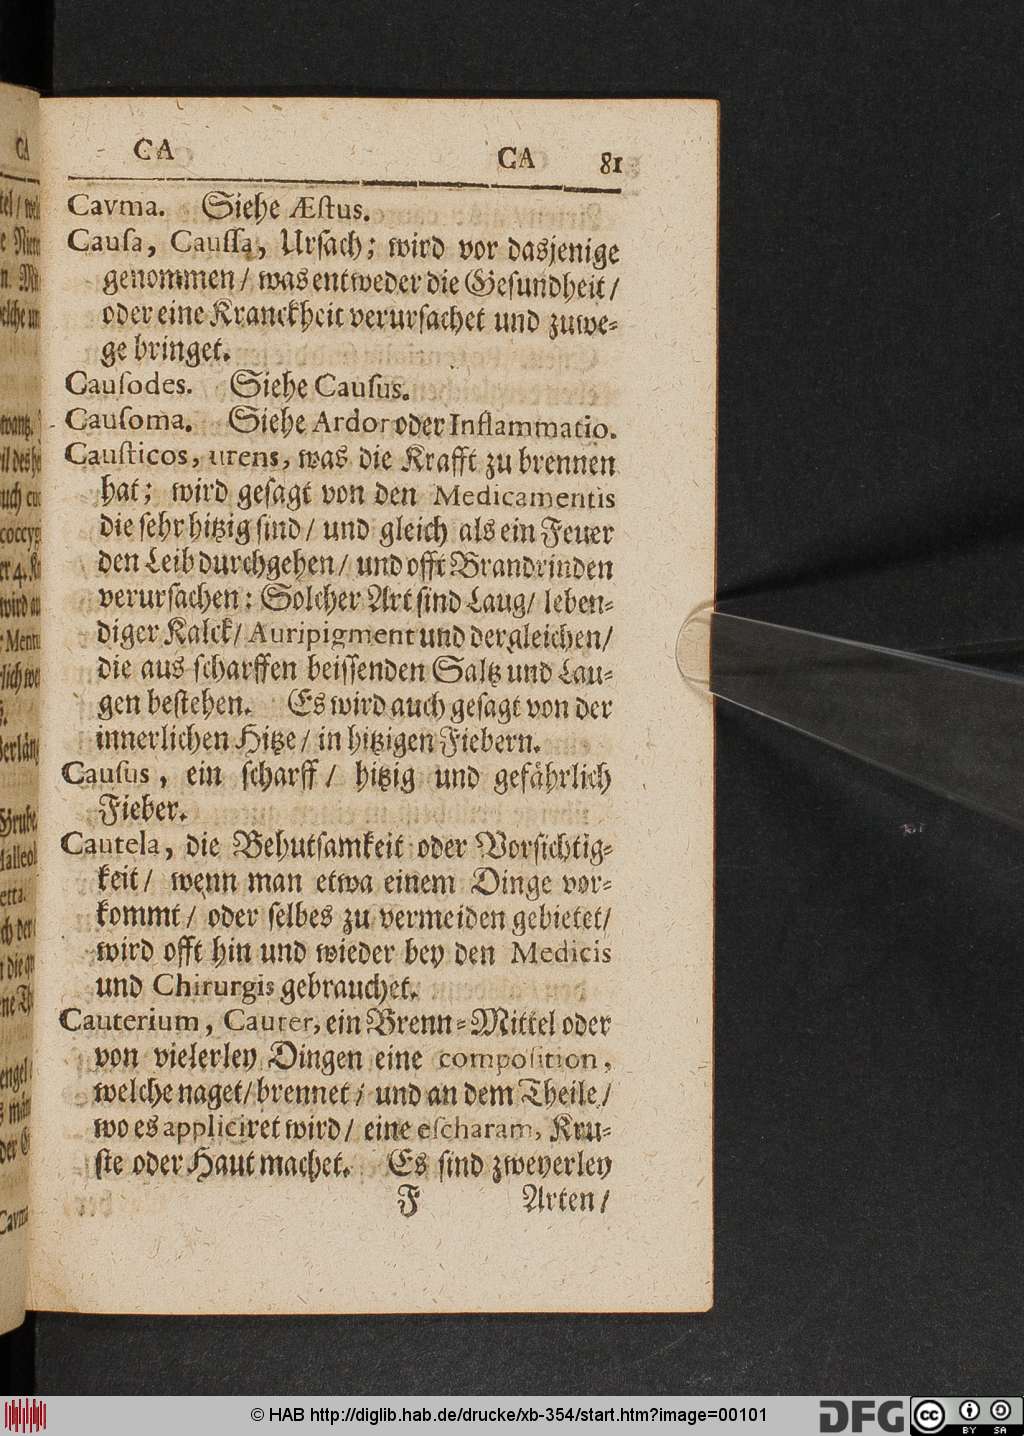 CA CA 81
Cavma. Siehe Æſtus.
Cauſa, Cauſſa, Urſach; wird vor dasjenige
genommen / was entweder die Geſundheit /
oder eine Kranckheit verurſachet und zuwe⸗
ge bringet.
Cauſodes. Siehe Cauſus.
Cauſoma. Siehe Ardor oder Inflammatio.
Cauſticos, urens, was die Krafft zu brennen
hat; wird geſagt von den Medicamentis
die ſehr hitzig ſind / und gleich als ein Feuer
den Leib durchgehen / und offt Brandrinden
verurſachen: Solcher Art ſind Laug / leben⸗
diger Kalck / Auripigment und dergleichen /
die aus ſcharffen beiſſenden Saltz und Lau⸗
gen beſtehen. Es wird auch geſagt von der
innerlichen Hitze / in hitzigen Fiebern.
Cauſus, ein ſcharff / hitzig und gefährlich
Fieber.
Cautela, die Behutſamkeit oder Vorſichtig⸗
keit / wenn man etwa einem Dinge vor⸗
kommt / oder ſelbes zu vermeiden gebietet /
wird offt hin und wieder bey den Medicis
und Chirurgis gebrauchet.
Cauterium, Cauter, ein Brenn⸗Mittel oder
von vielerley Dingen eine compoſition,
welche naget / brennet / und an dem Theile /
wo es appliciret wird / eine eſcharam, Kru⸗
ſte oder Haut machet. Es ſind zweyerley
F Arten /
© HAB http://diglib.hab.de/drucke/xb-354/start.htm?image=00101
DFG cc BY SA